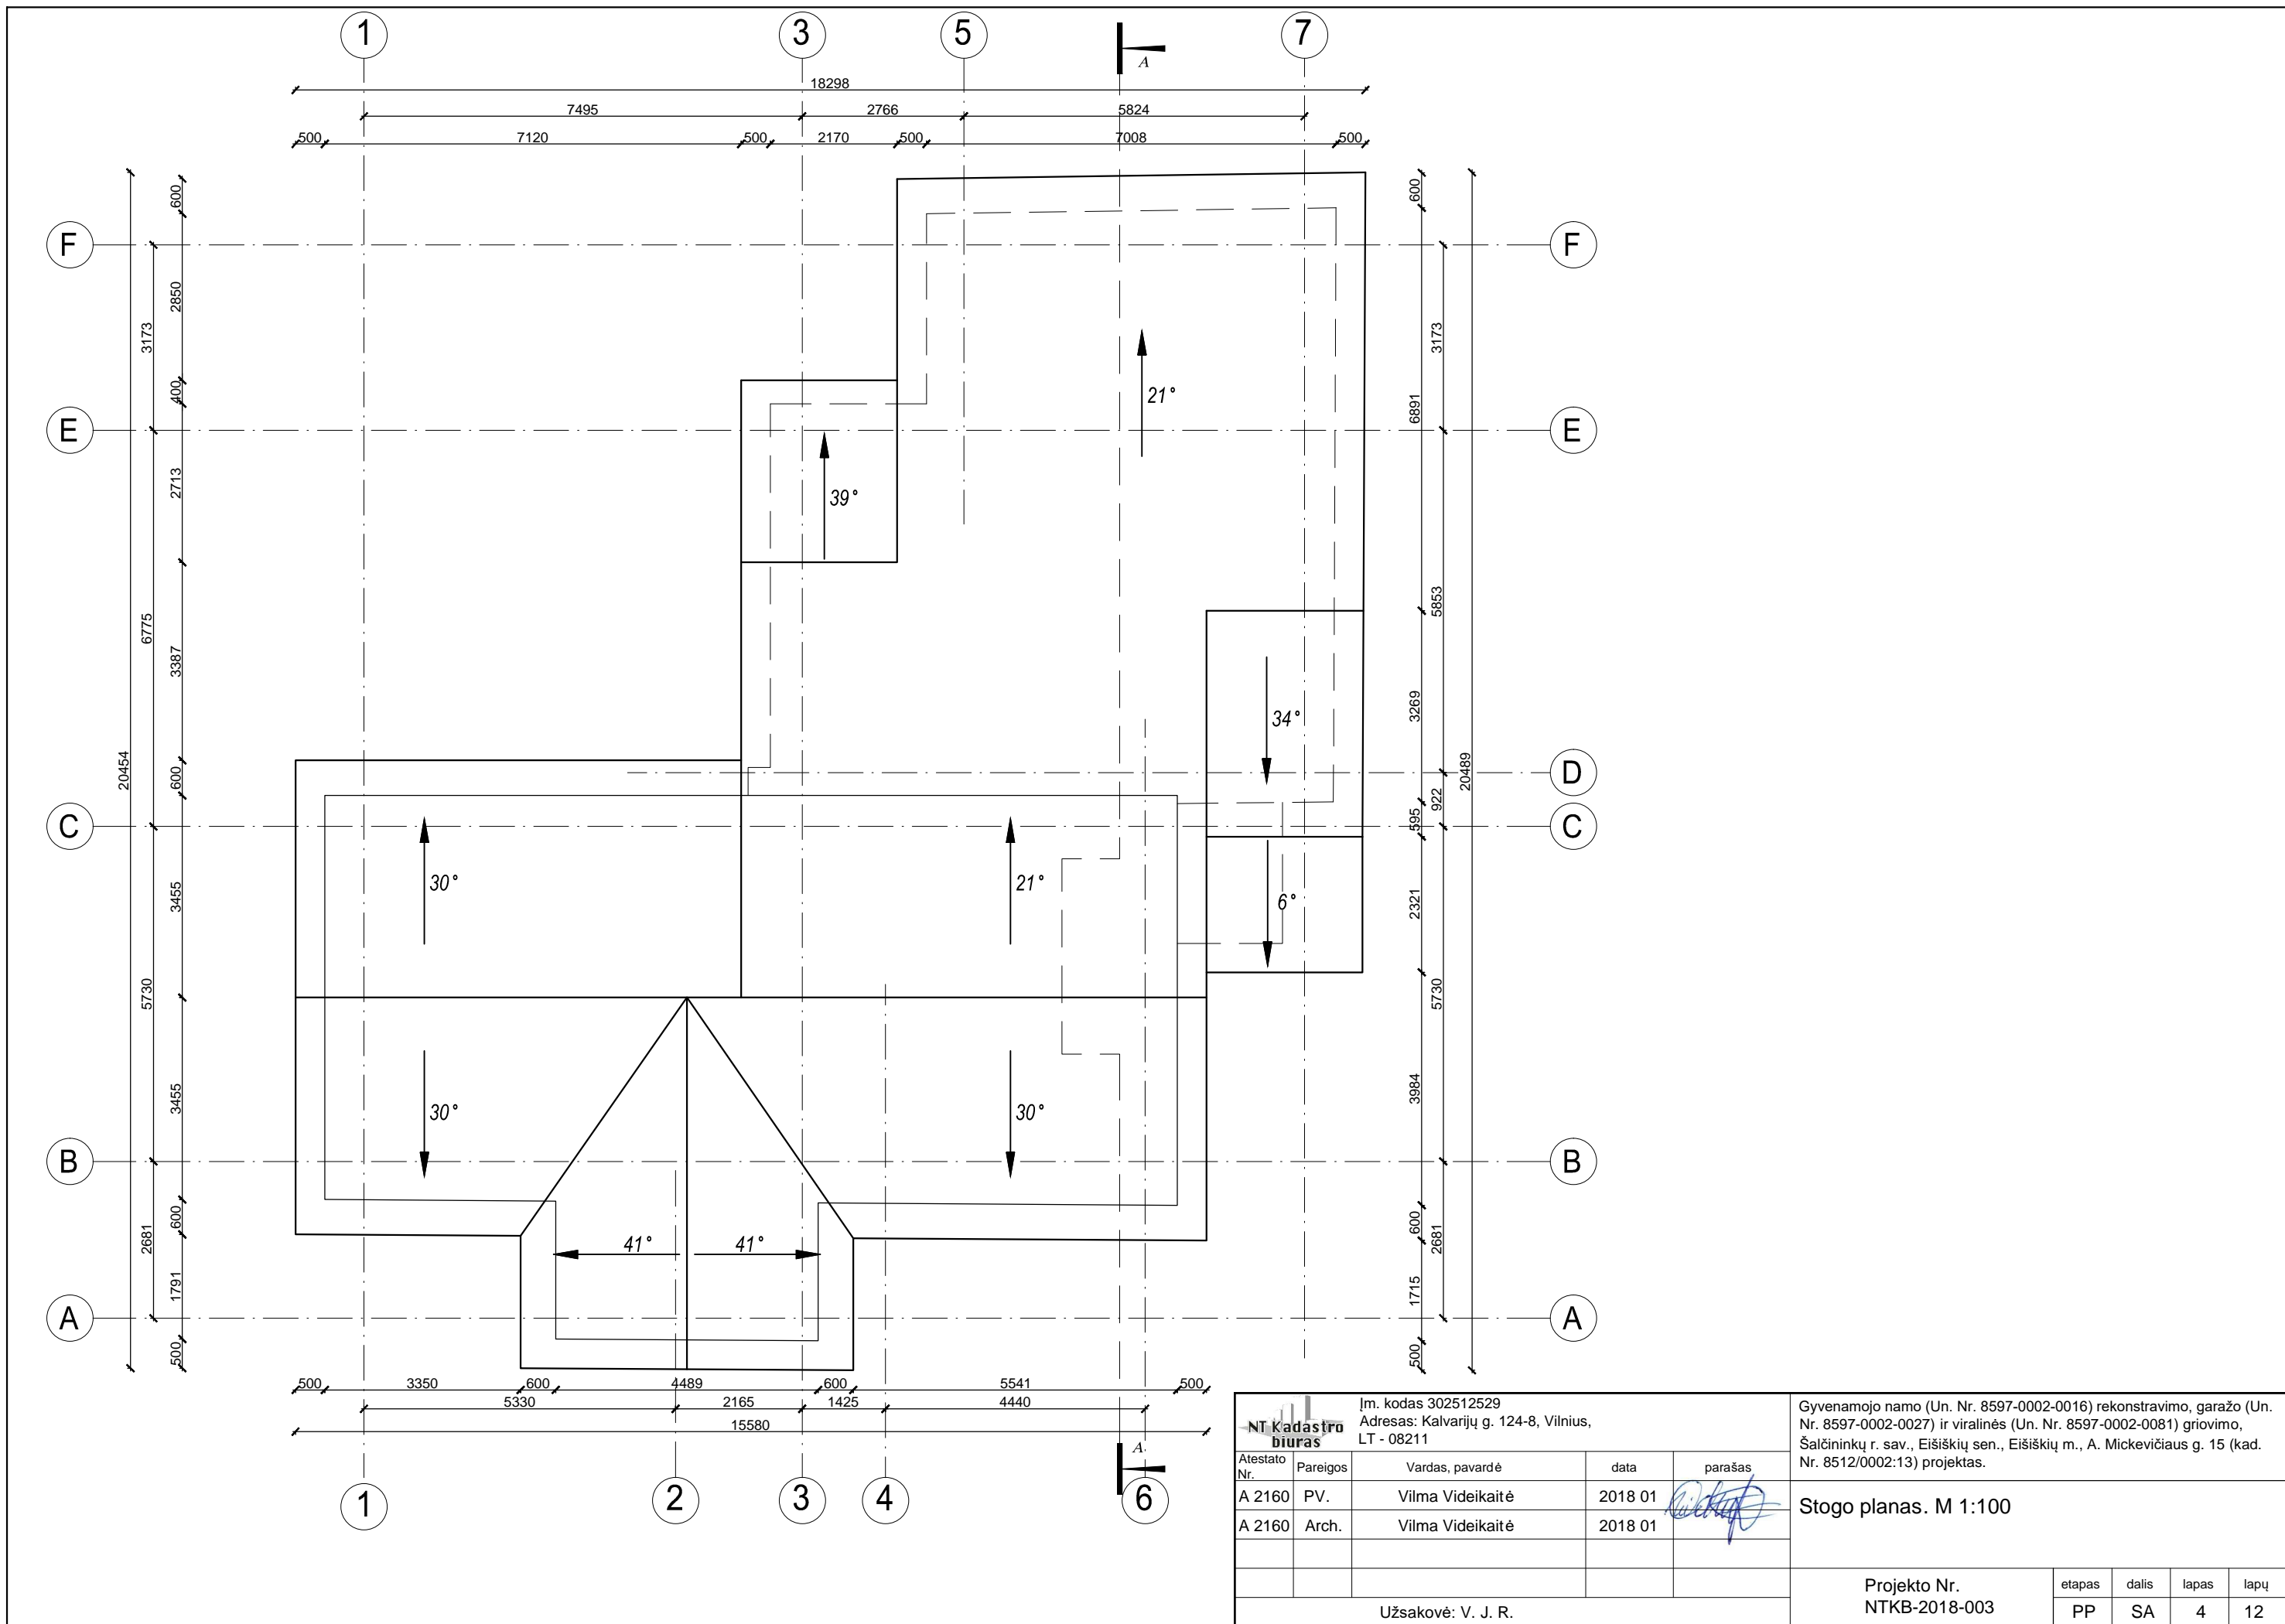 1
3
5
7
A
18298
7495 2766 5824
500 7120 500 2170 500 7008 500
F
F
E
E
D
C
C
B
B
A
A
20454
3173
6775
5730
2681
600
2850
400
2713
3387
600
3455
3455
600
1791
500
600
6891
3269
595
2321
3984
600
1715
500
3173
5853
922
5730
2681
20489
21°
39°
34°
30°
21°
6°
30°
30°
41° 41°
500 3350 600 4489 600 5541 500
5330 2165 1425 4440
15580
A
1
2
3
4
6
NT Kadastro
biuras
Įm. kodas 302512529
Adresas: Kalvarijų g. 124-8, Vilnius,
LT - 08211
Atestato Nr. Pareigos Vardas, pavardė data parašas
A 2160 PV. Vilma Videikaitė 2018 01
A 2160 Arch. Vilma Videikaitė 2018 01
Užsakovė: V. J. R.
Gyvenamojo namo (Un. Nr. 8597-0002-0016) rekonstravimo, garažo (Un.
Nr. 8597-0002-0027) ir viralinės (Un. Nr. 8597-0002-0081) griovimo,
Šalčininkų r. sav., Eišiškių sen., Eišiškių m., A. Mickevičiaus g. 15 (kad.
Nr. 8512/0002:13) projektas.
Stogo planas. M 1:100
Projekto Nr.
NTKB-2018-003
etapas dalis lapas lapų
PP SA 4 12